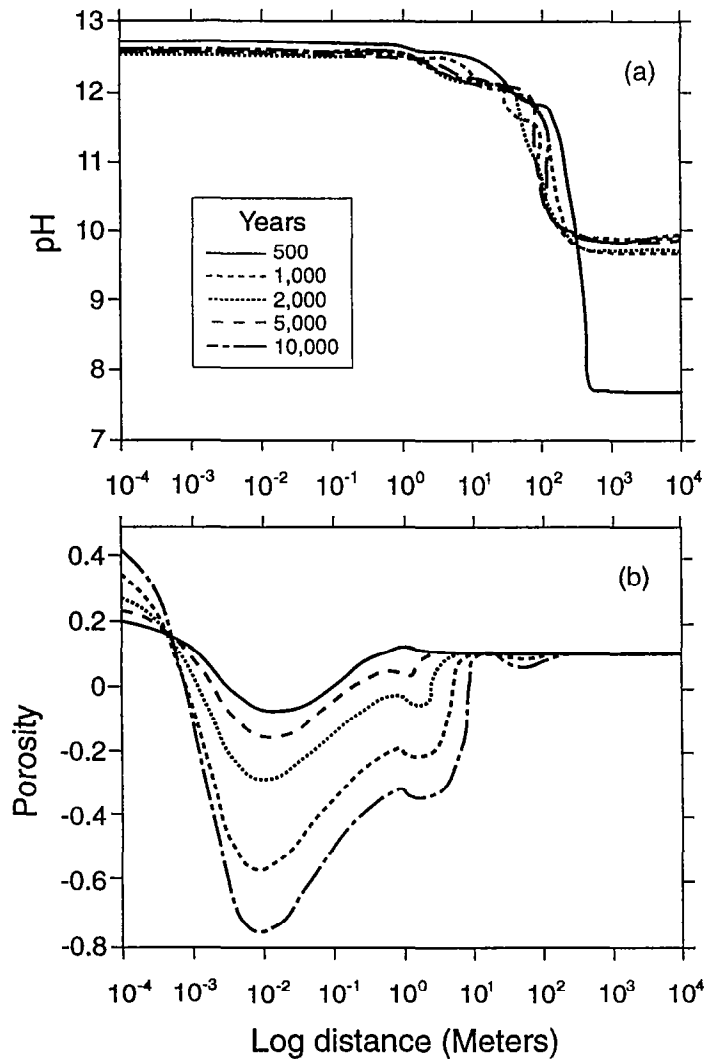 13
12
11
10
9
8
7
pH
(a)
Years
500
1,000
2,000
5,000
10,000
10⁻⁴ 10⁻³ 10⁻² 10⁻¹ 10⁰ 10¹ 10² 10³ 10⁴
0.4
0.2
0
-0.2
-0.4
-0.6
-0.8
Porosity
(b)
10⁻⁴ 10⁻³ 10⁻² 10⁻¹ 10⁰ 10¹ 10² 10³ 10⁴
Log distance (Meters)